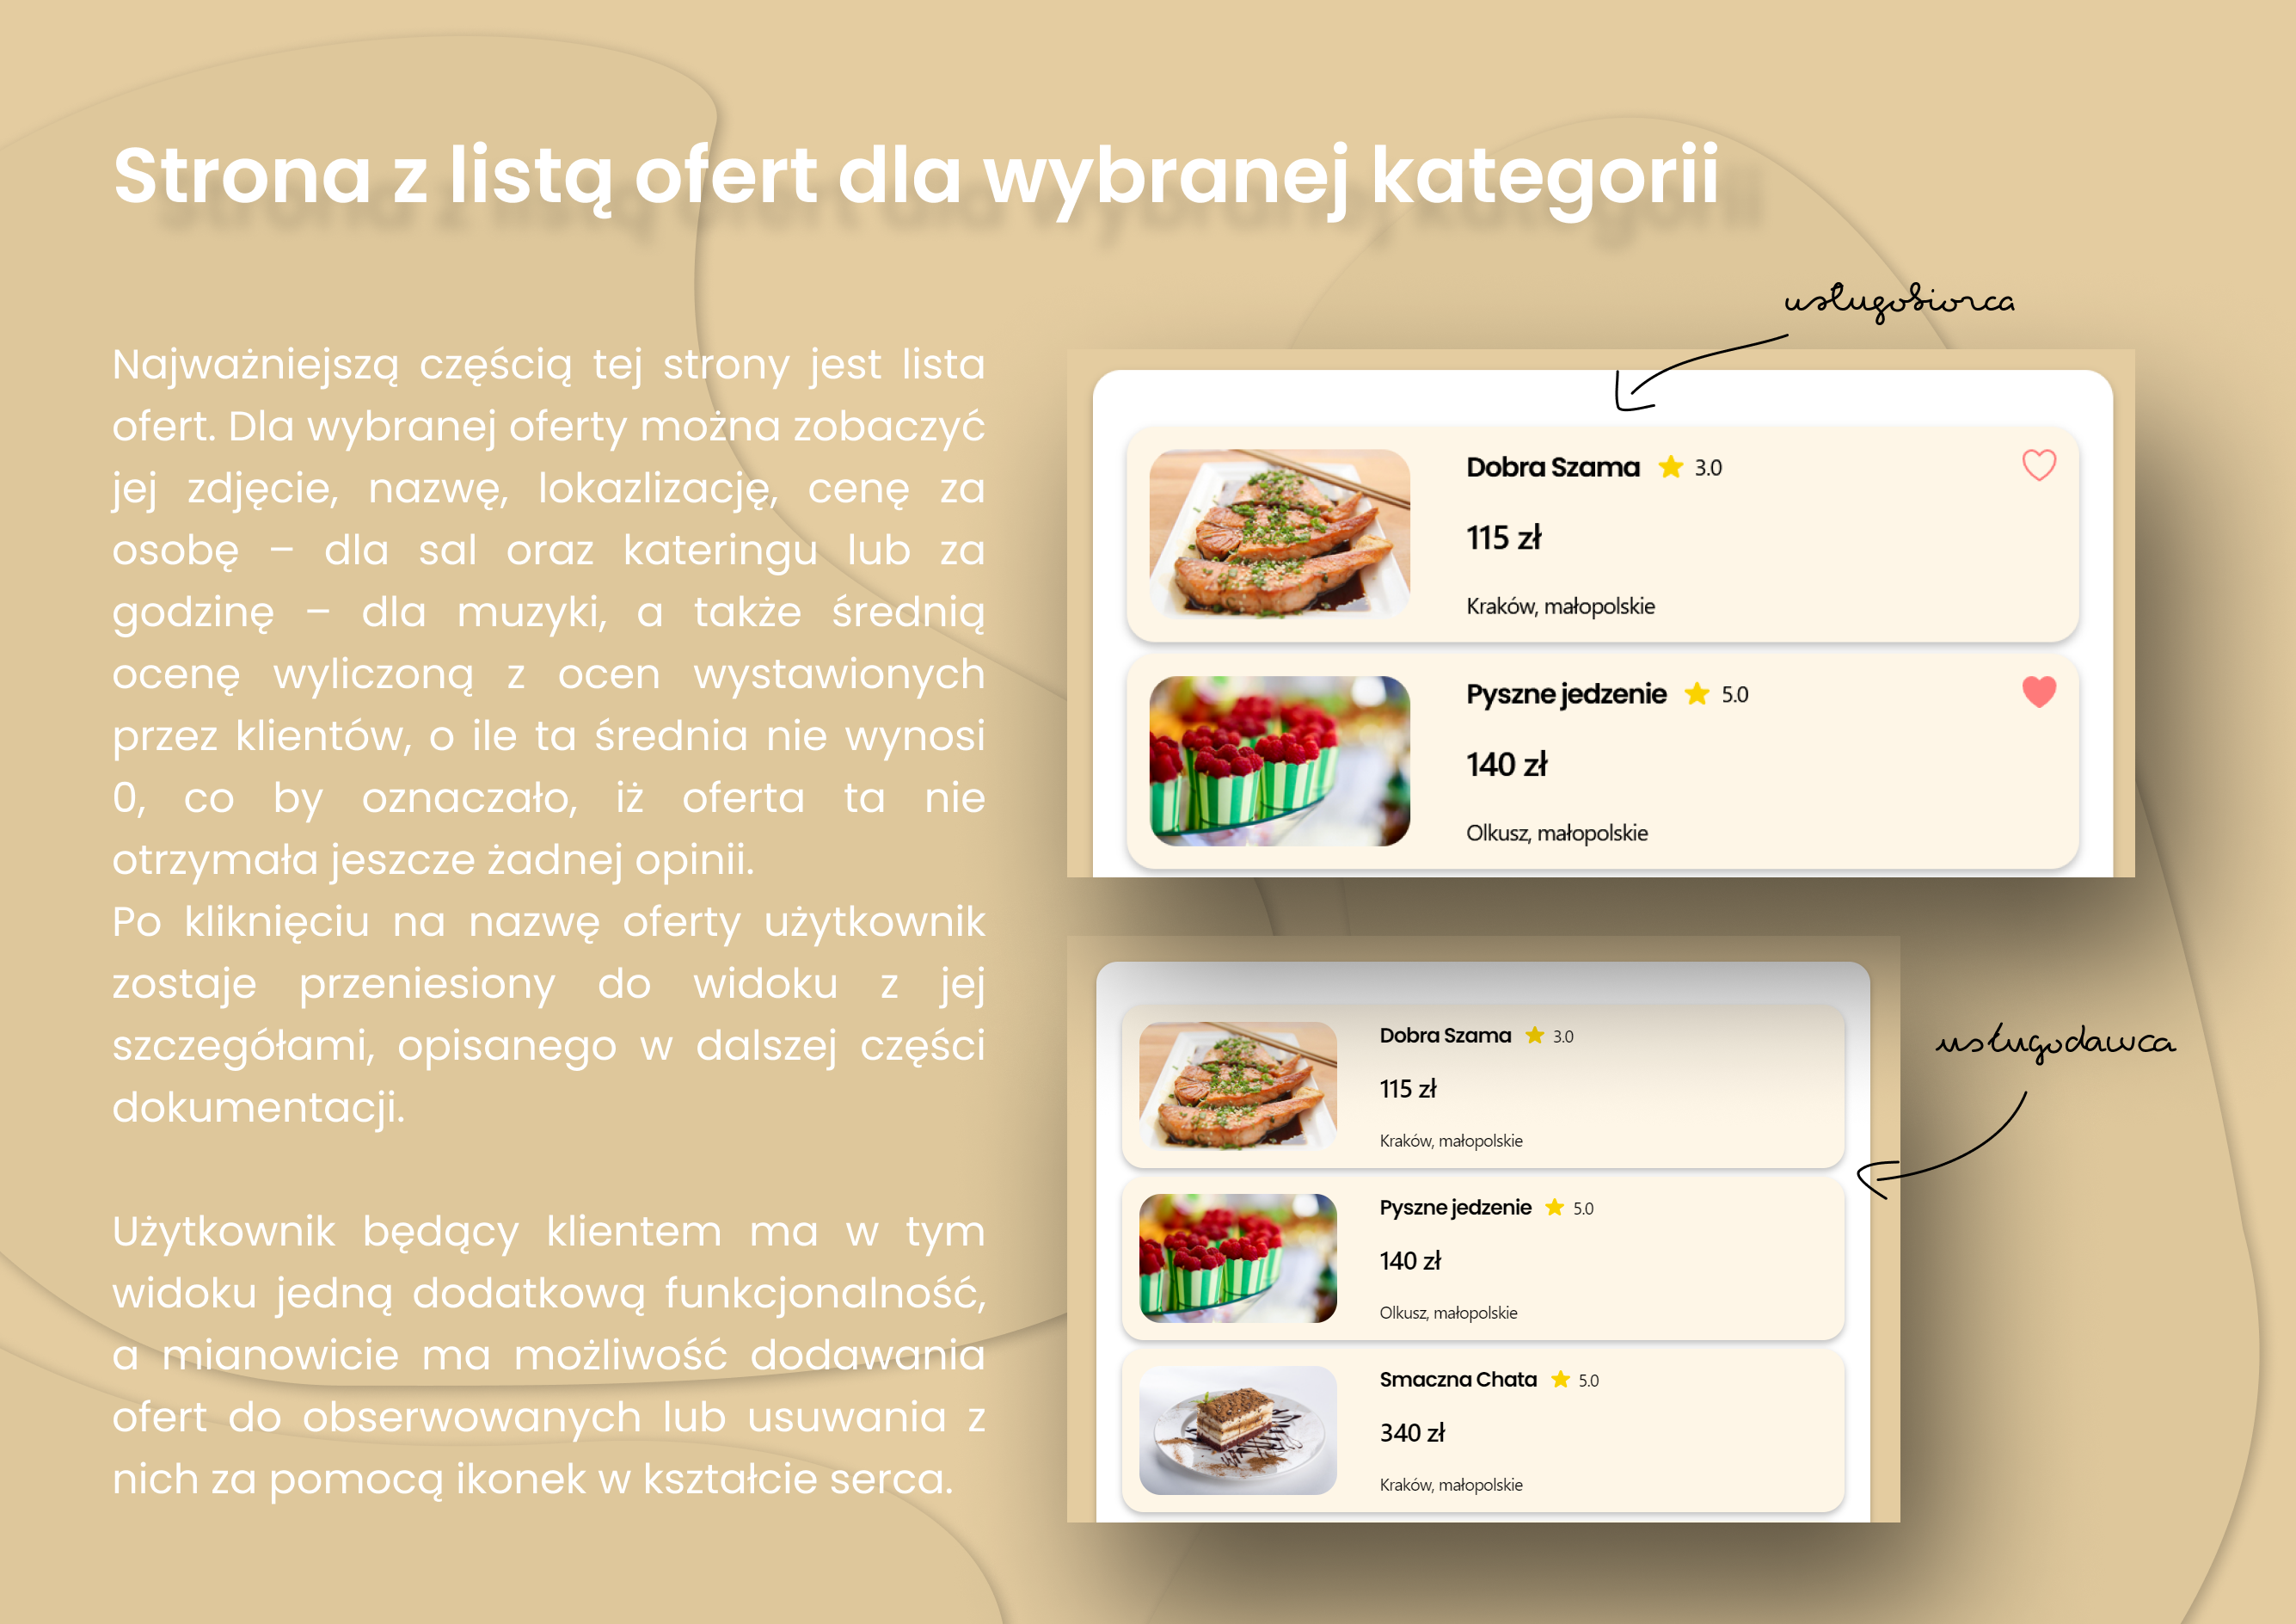 Strona z listą ofert dla wybranej kategorii
Najważniejszą częścią tej strony jest lista
ofert. Dla wybranej oferty można zobaczyć
jej zdjęcie, nazwę, lokazlizację, cenę za
osobę – dla sal oraz kateringu lub za
godzinę – dla muzyki, a także średnią
ocenę wyliczoną z ocen wystawionych
przez klientów, o ile ta średnia nie wynosi
0, co by oznaczało, iż oferta ta nie
otrzymała jeszcze żadnej opinii.
Po kliknięciu na nazwę oferty użytkownik
zostaje przeniesiony do widoku z jej
szczegółami, opisanego w dalszej części
dokumentacji.
Użytkownik będący klientem ma w tym
widoku jedną dodatkową funkcjonalność,
a mianowicie ma możliwość dodawania
ofert do obserwowanych lub usuwania z
nich za pomocą ikonek w kształcie serca.
usługobiorca
Dobra Szama 3.0
115 zł
Kraków, małopolskie
Pyszne jedzenie 5.0
140 zł
Olkusz, małopolskie
usługodawca
Dobra Szama 3.0
115 zł
Kraków, małopolskie
Pyszne jedzenie 5.0
140 zł
Olkusz, małopolskie
Smaczna Chata 5.0
340 zł
Kraków, małopolskie